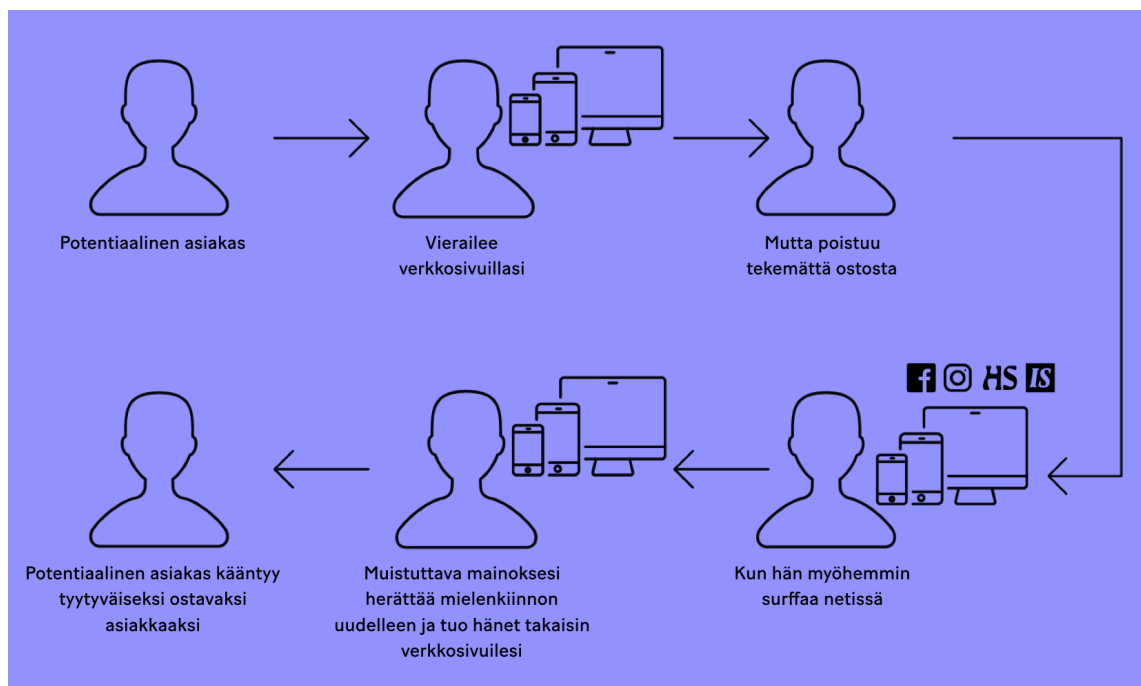 Potentiaalinen asiakas
Vierailee
verkkosivuillasi
Mutta poistuu
tekemättä ostosta
HS IS
Kun hän myöhemmin
surffaa netissä
Muistuttava mainoksesi
herättää mielenkiinnon
uudelleen ja tuo hänet takaisin
verkkosivuilesi
Potentiaalinen asiakas kääntyy
tyytyväiseksi ostavaksi
asiakkaaksi